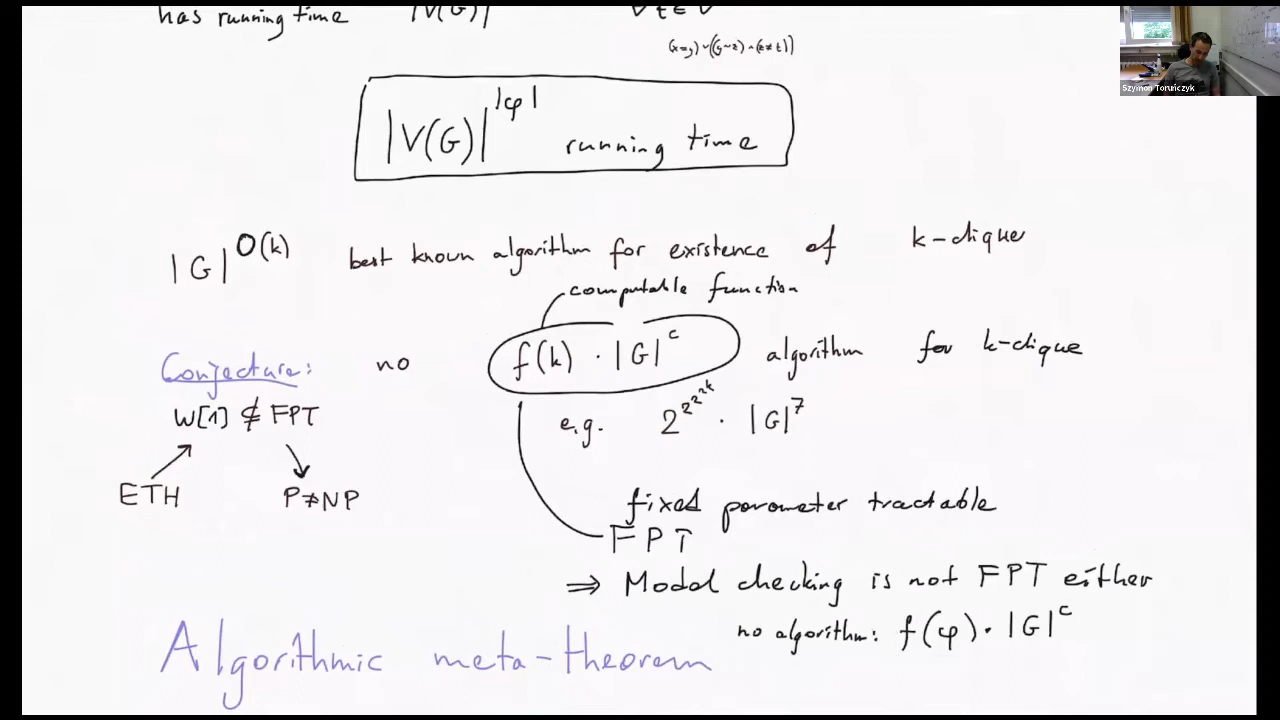 has running time |V(G)|
∀ t ∈ V
(x=y) ∨ ((y~z) ∧ (z≠t))
Szymon Toruńczyk
|V(G)|^|φ| running time
|G|^O(k) best known algorithm for existence of k-clique
computable function
Conjecture: no f(k) · |G|^c algorithm for k-clique
W[1] ⊄ FPT
e.g. 2^2^2^2^k · |G|^7
ETH
P≠NP
fixed parameter tractable
FPT
⇒ Model checking is not FPT either
no algorithm: f(φ) · |G|^c
Algorithmic meta-theorem